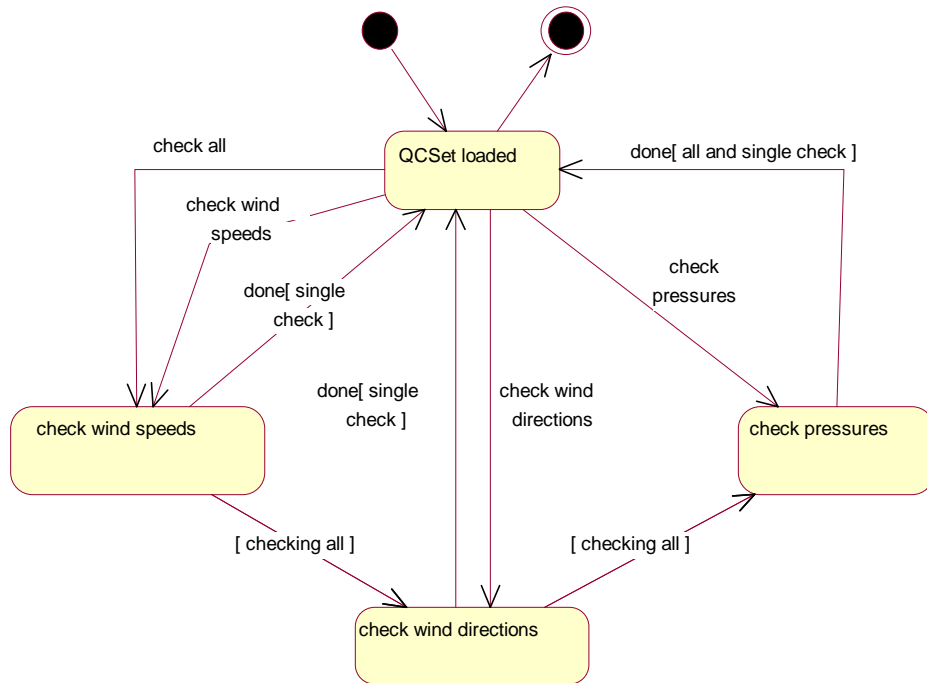 QCSet loaded
check all
done[ all and single check ]
check wind
speeds
check
pressures
done[ single
check ]
done[ single
check ]
check wind
directions
check wind speeds
check pressures
[ checking all ]
[ checking all ]
check wind directions